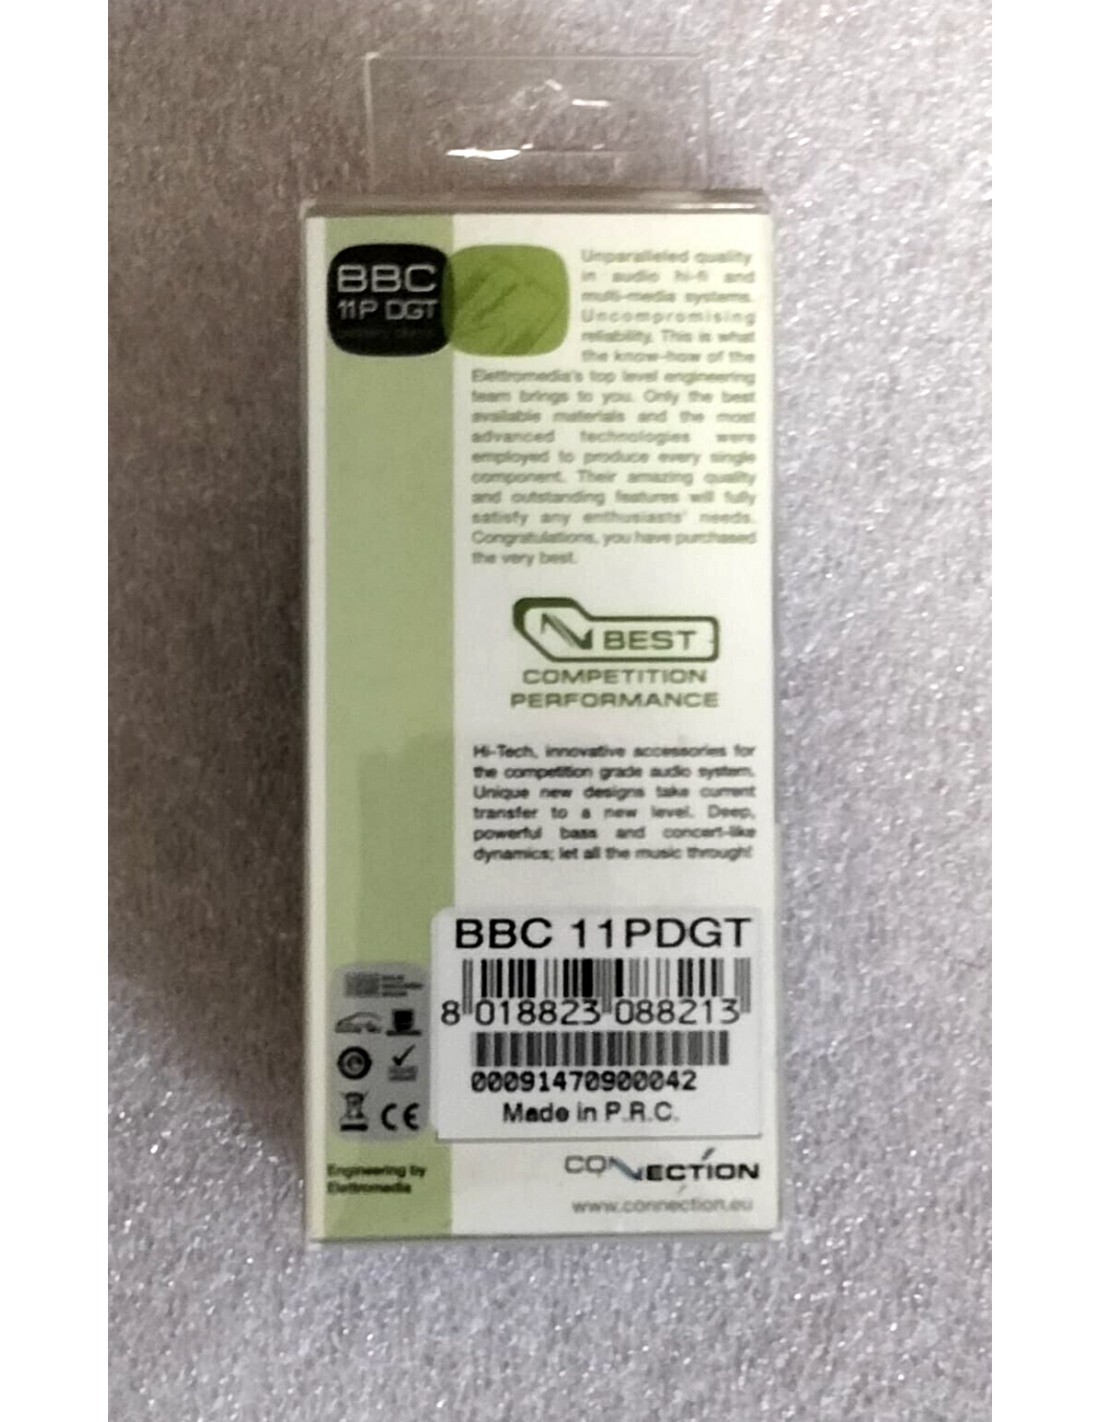 BBC
11P DGT
Unparalleled quality
in audio hi-fi and
multi-media systems.
Uncompromising
reliability. This is what
the know-how of the
Elettromedia's top level engineering
team brings to you. Only the best
available materials and the most
advanced technologies were
employed to produce every single
component. Their amazing quality
and outstanding features will fully
satisfy any enthusiasts' needs.
Congratulations, you have purchased
the very best.
BEST
COMPETITION
PERFORMANCE
Hi-Tech, innovative accessories for
the competition grade audio system.
Unique new designs take current
transfer to a new level. Deep,
powerful bass and concert-like
dynamics; let all the music through!
BBC 11PDGT
8 018823 088213
00091470900042
Made in P.R.C.
CE
Engineering by
Elettromedia
CONNECTION
www.connection.eu